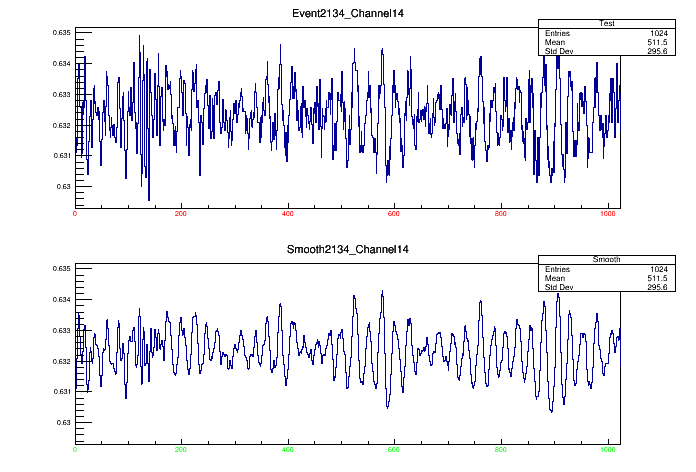 Event2134_Channel14
Test
Entries 1024
Mean 511.5
Std Dev 295.6
0.635
0.634
0.633
0.632
0.631
0.63
0 200 400 600 800 1000
Smooth2134_Channel14
Smooth
Entries 1024
Mean 511.5
Std Dev 295.6
0.635
0.634
0.633
0.632
0.631
0.63
0 200 400 600 800 1000